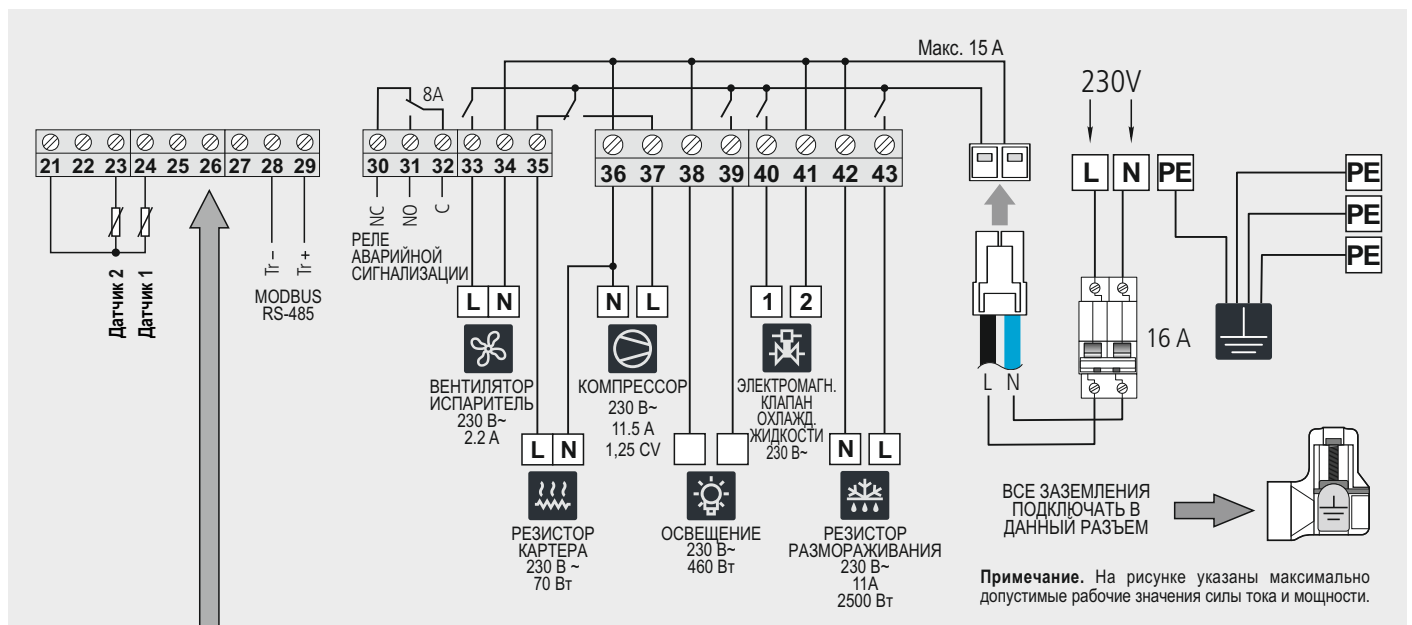 Макс. 15 А
230V
8A
21 22 23 24 25 26 27 28 29
30 31 32 33 34 35
36 37 38 39 40 41 42 43
L N PE
PE
PE
PE
NC
NO
C
Датчик 2
Датчик 1
Tr −
Tr +
MODBUS
RS-485
РЕЛЕ
АВАРИЙНОЙ
СИГНАЛИЗАЦИИ
L N
ВЕНТИЛЯТОР
ИСПАРИТЕЛЬ
230 В~
2.2 А
N L
КОМПРЕССОР
230 В~
11.5 А
1,25 CV
1 2
ЭЛЕКТРОМАГН.
КЛАПАН
ОХЛАЖД.
ЖИДКОСТИ
230 В~
L N
16 A
L N
РЕЗИСТОР
КАРТЕРА
230 В ~
70 Вт
ОСВЕЩЕНИЕ
230 В~
460 Вт
N L
РЕЗИСТОР
РАЗМОРАЖИВАНИЯ
230 В~
11А
2500 Вт
ВСЕ ЗАЗЕМЛЕНИЯ
ПОДКЛЮЧАТЬ В
ДАННЫЙ РАЗЪЕМ
Примечание. На рисунке указаны максимально
допустимые рабочие значения силы тока и мощности.